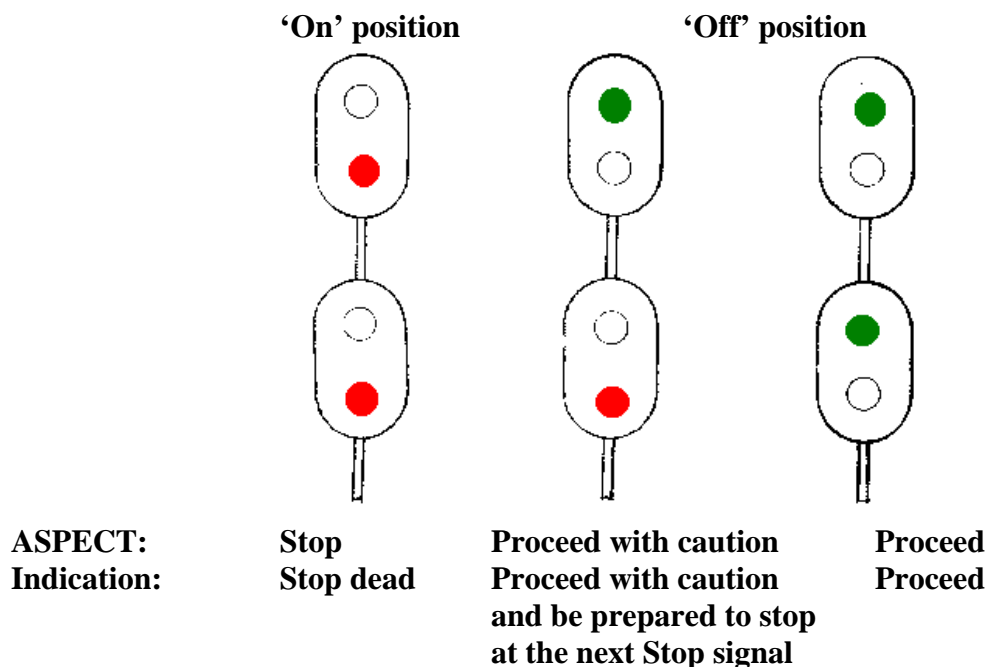 ‘On’ position ‘Off’ position
ASPECT: Stop Proceed with caution Proceed
Indication: Stop dead Proceed with caution Proceed
and be prepared to stop
at the next Stop signal